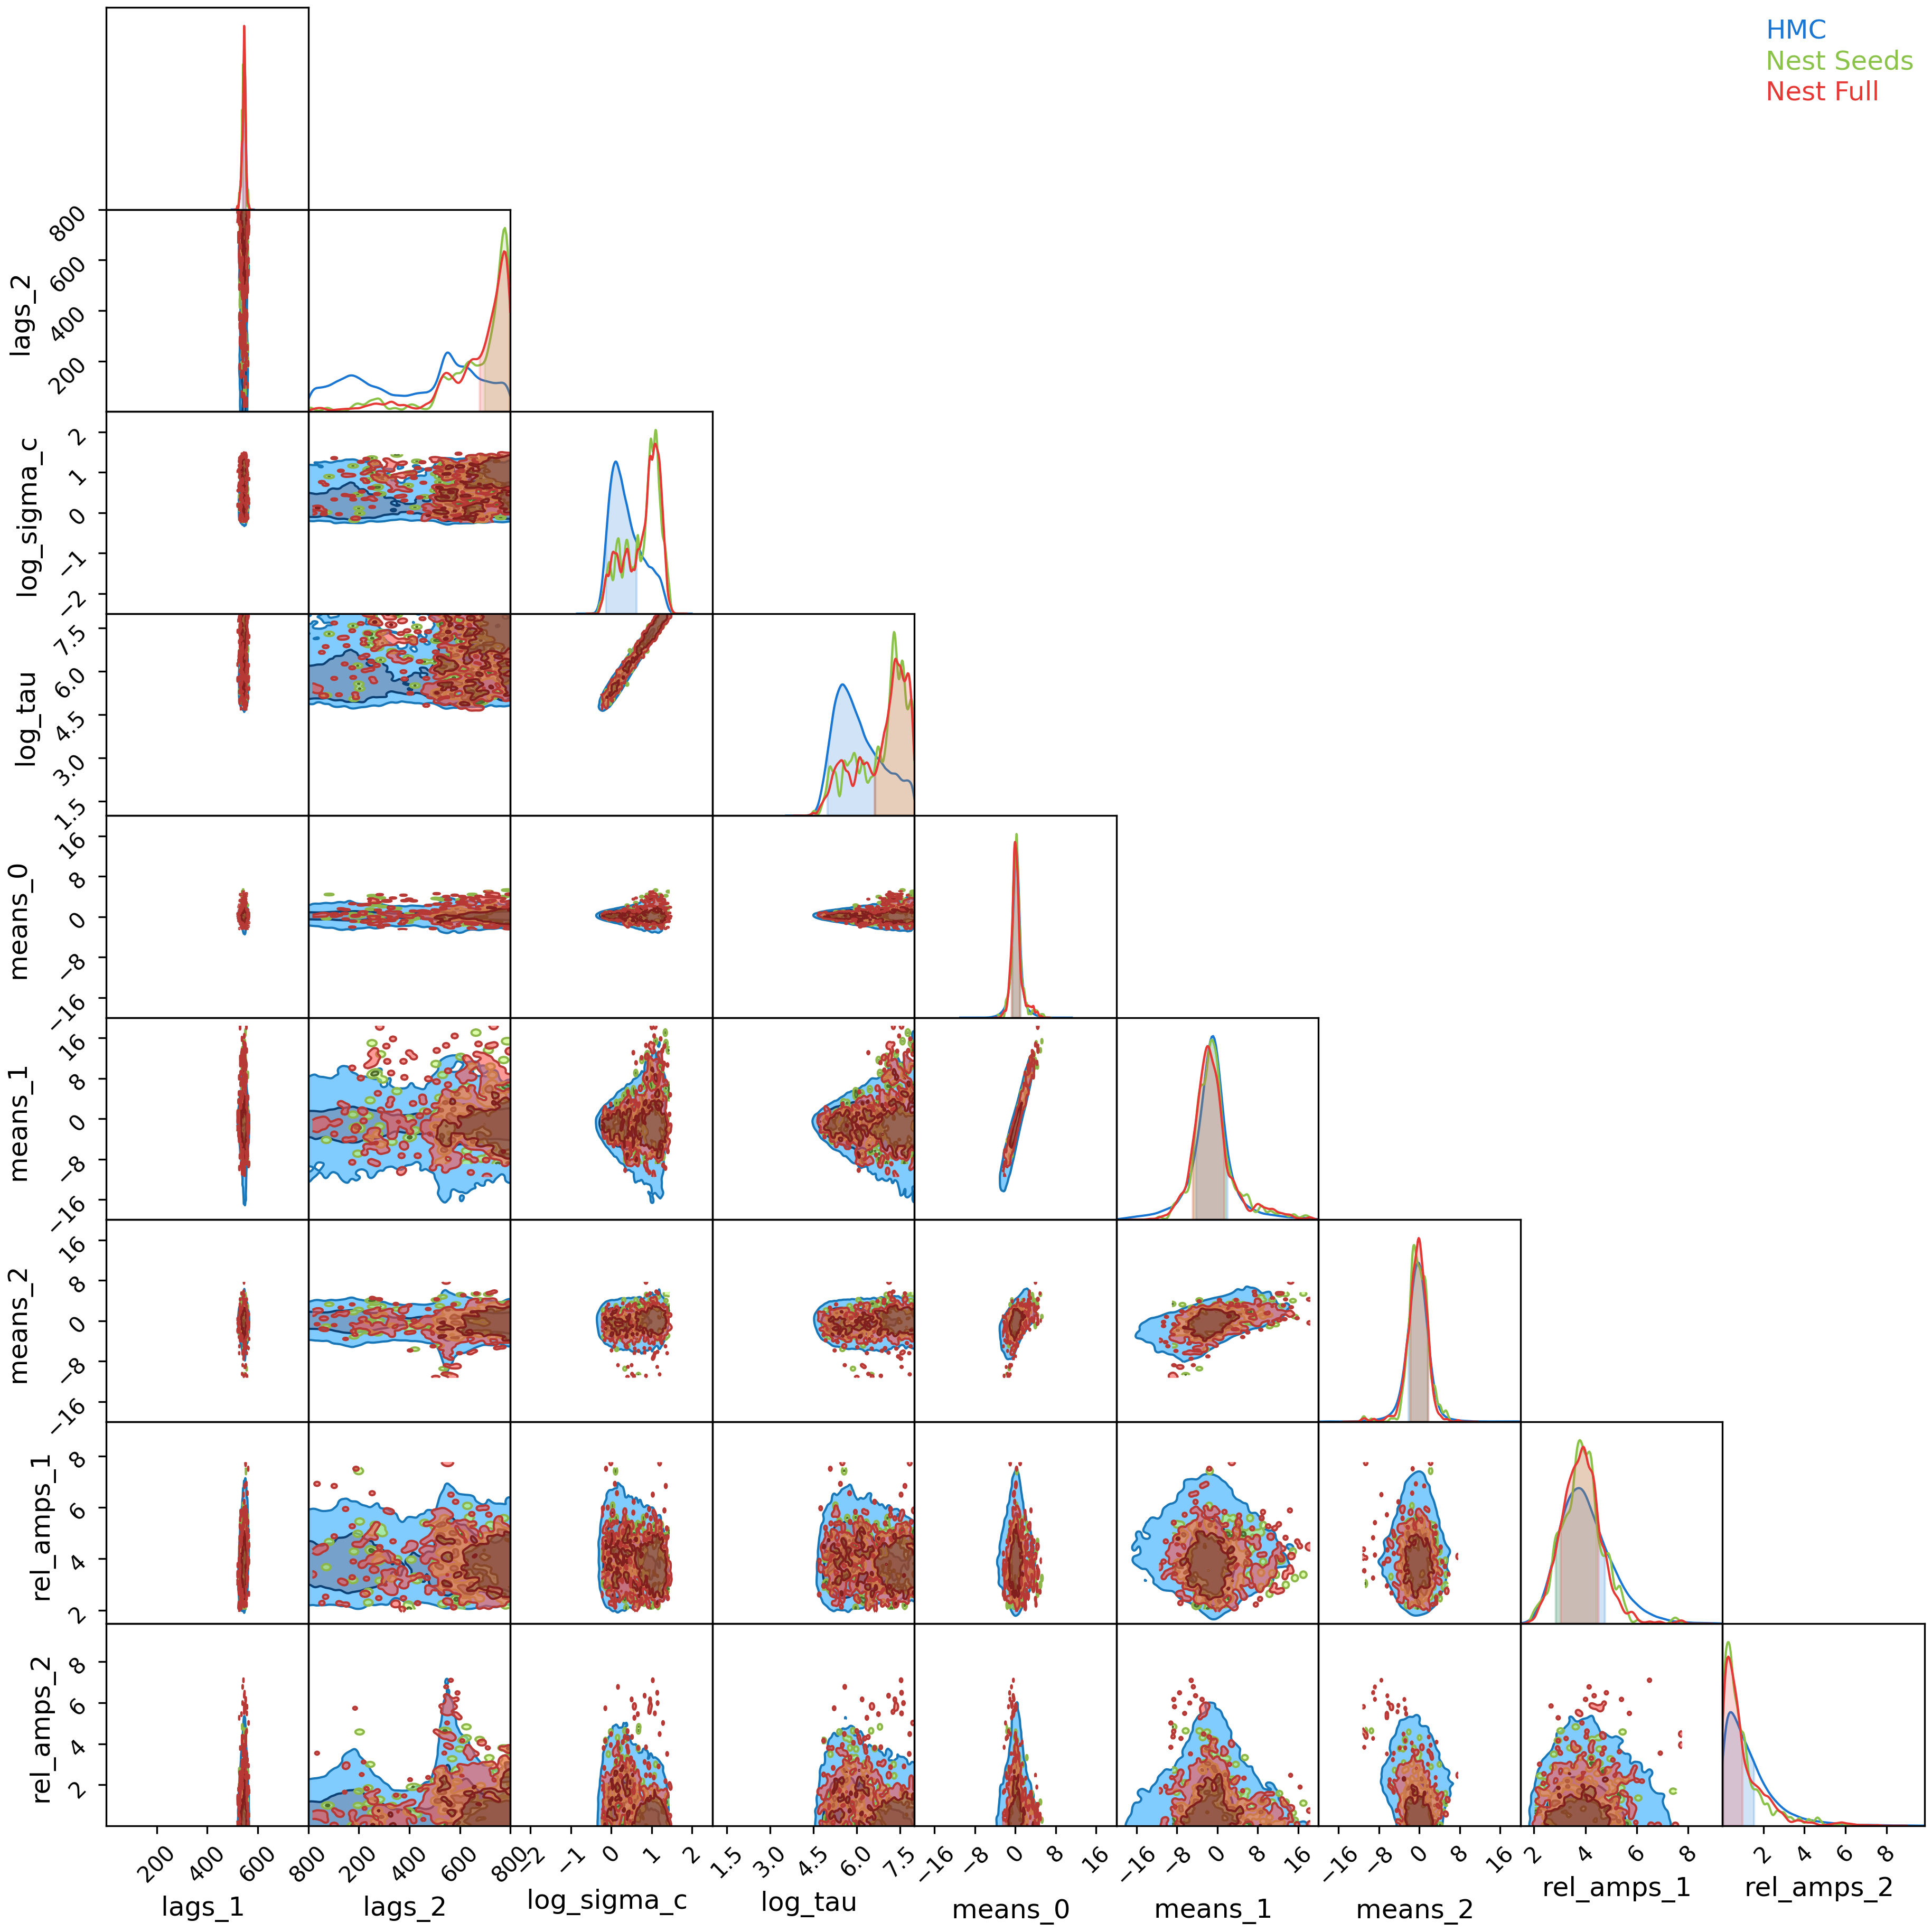 HMC
Nest Seeds
Nest Full
800
600
400
200
lags_2
2
1
0
−1
−2
log_sigma_c
7.5
6.0
4.5
3.0
1.5
log_tau
16
8
0
−8
−16
means_0
16
8
0
−8
−16
means_1
16
8
0
−8
−16
means_2
8
6
4
2
rel_amps_1
8
6
4
2
rel_amps_2
200 400 600 800
200 400 600 800
−2 −1 0 1 2
1.5 3.0 4.5 6.0 7.5
−16 −8 0 8 16
−16 −8 0 8 16
−16 −8 0 8 16
2 4 6 8
2 4 6 8
lags_1 lags_2 log_sigma_c log_tau means_0 means_1 means_2 rel_amps_1 rel_amps_2